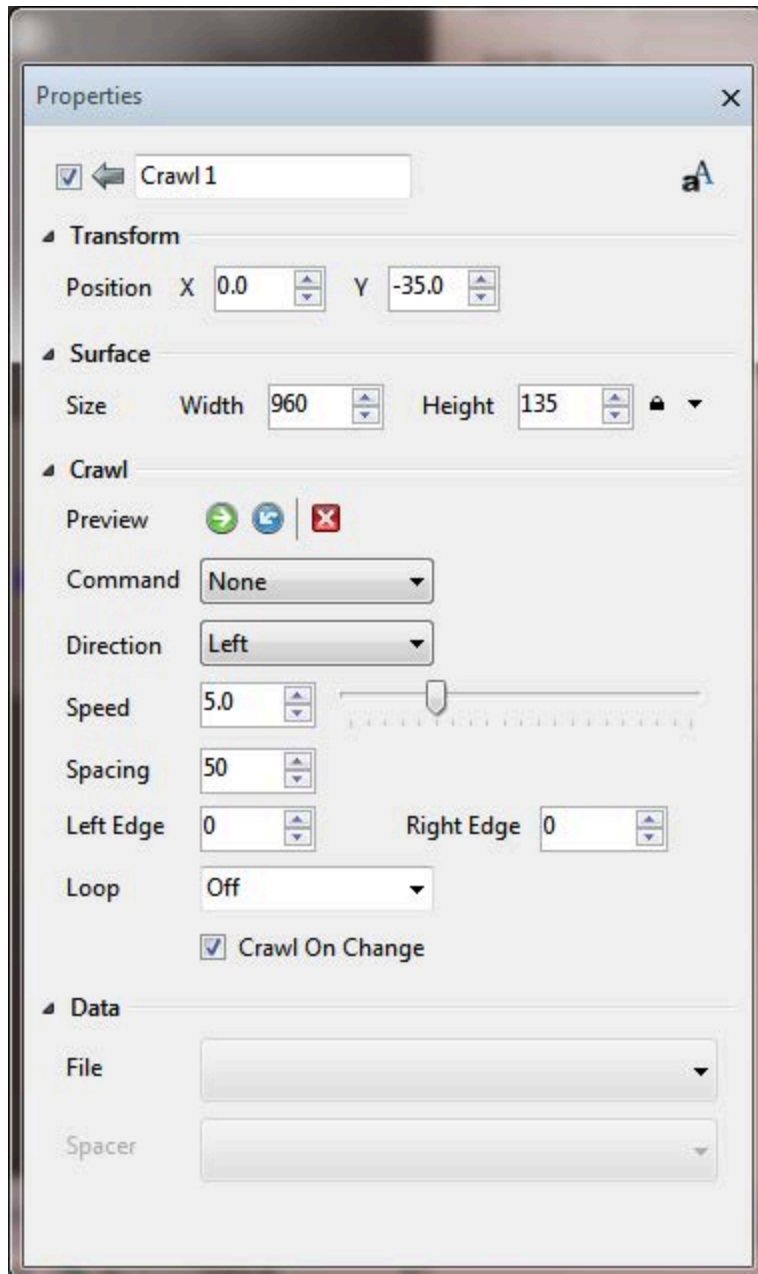 Properties
Crawl 1
aA
Transform
Position X 0.0 Y -35.0
Surface
Size Width 960 Height 135
Crawl
Preview
Command None
Direction Left
Speed 5.0
Spacing 50
Left Edge 0 Right Edge 0
Loop Off
Crawl On Change
Data
File
Spacer